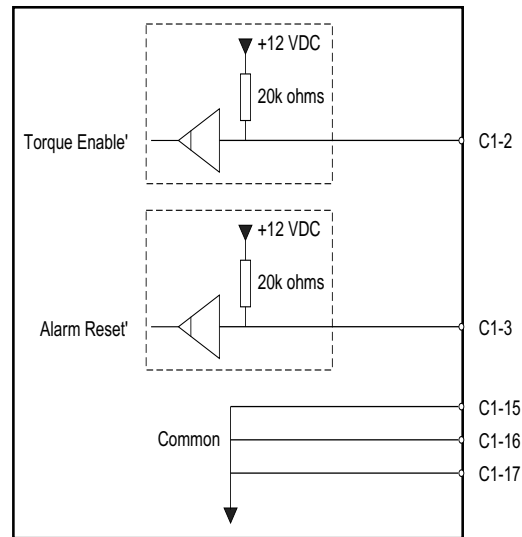 +12 VDC
20k ohms
Torque Enable'
C1-2
+12 VDC
20k ohms
Alarm Reset'
C1-3
C1-15
Common
C1-16
C1-17